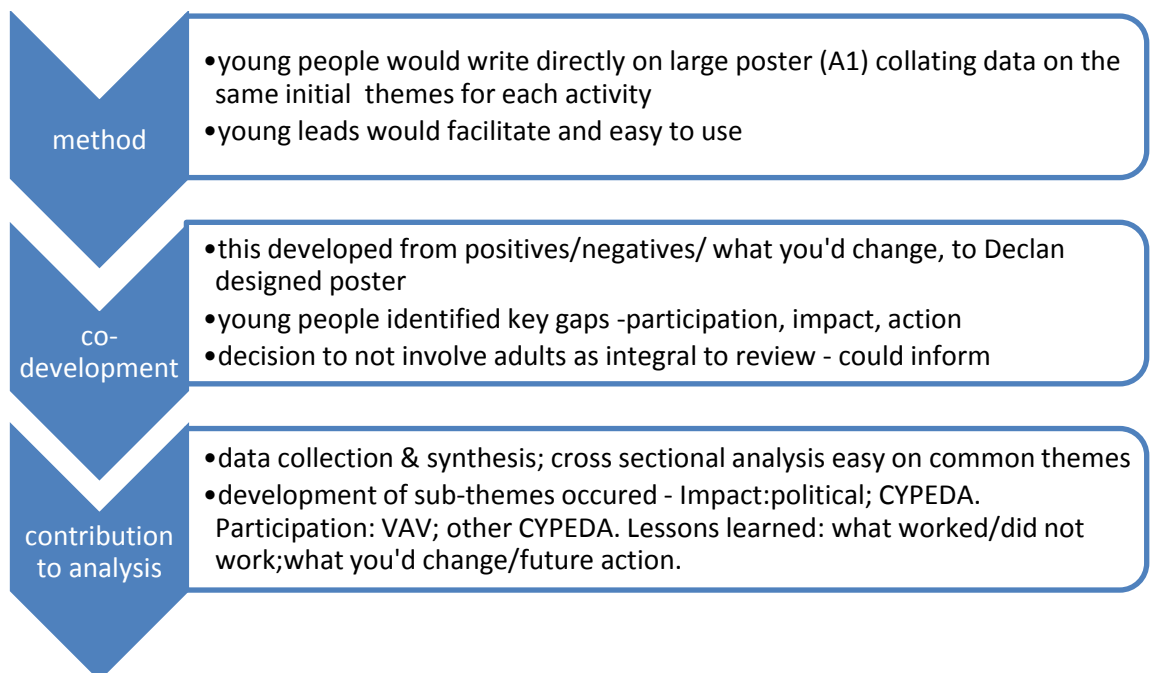 method
•young people would write directly on large poster (A1) collating data on the
same initial themes for each activity
•young leads would facilitate and easy to use
co-
development
•this developed from positives/negatives/ what you'd change, to Declan
designed poster
•young people identified key gaps -participation, impact, action
•decision to not involve adults as integral to review - could inform
contribution
to analysis
•data collection & synthesis; cross sectional analysis easy on common themes
•development of sub-themes occured - Impact:political; CYPEDA.
Participation: VAV; other CYPEDA. Lessons learned: what worked/did not
work;what you'd change/future action.